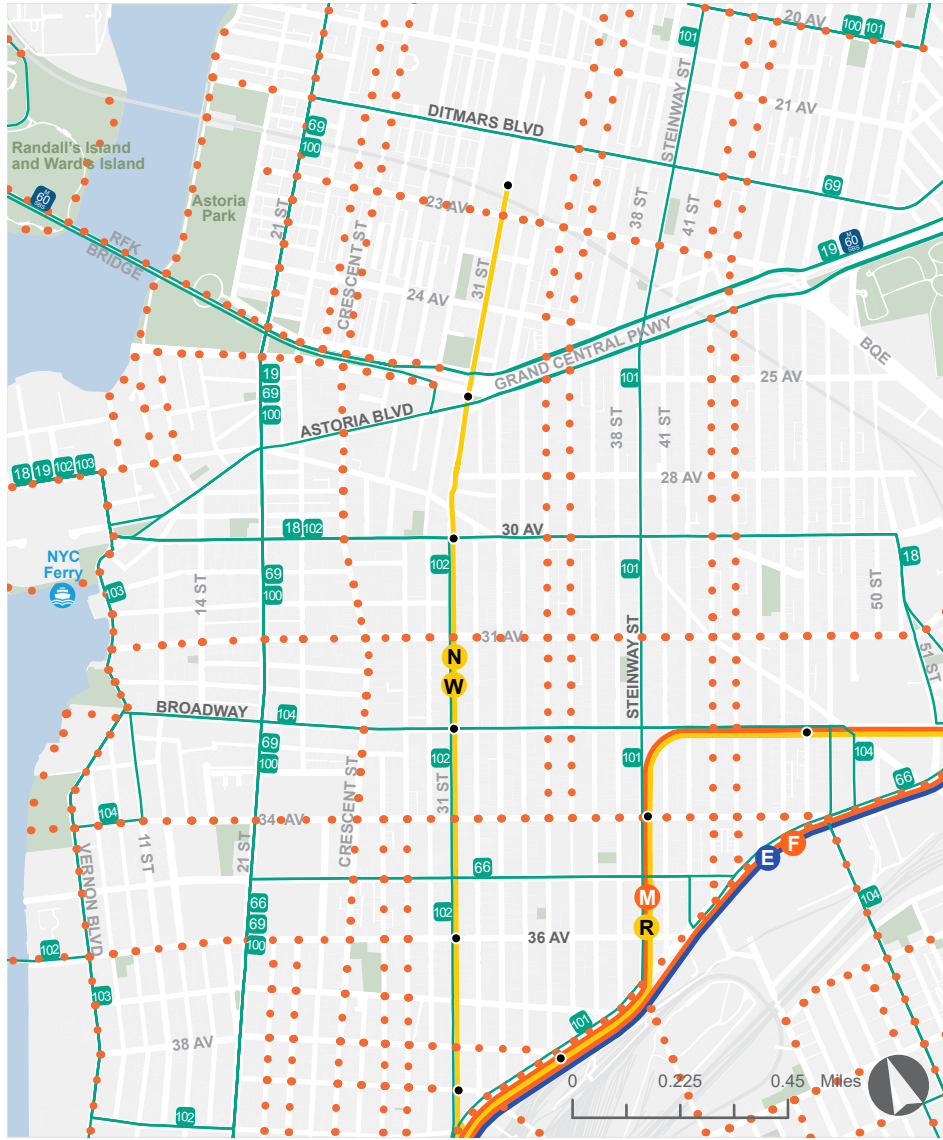 20 AV
100
101
101
21 AV
DITMARS BLVD
STEINWAY ST
69
100
Randall's Island
and Ward's Island
M
60
SBS
Astoria
Park
69
23 AV
21 ST
38 ST
41 ST
RFK
BRIDGE
CRESCENT ST
19
M
60
SBS
31 ST
24 AV
GRAND CENTRAL PKWY
BQE
19
69
100
101
25 AV
ASTORIA BLVD
38 ST
41 ST
18
19
102
103
28 AV
18
102
30 AV
NYC
Ferry
102
18
69
100
101
103
14 ST
50 ST
31 AV
N
W
STEINWAY ST
51 ST
BROADWAY
104
69
100
102
101
104
31 ST
CRESCENT ST
66
104
34 AV
11 ST
21 ST
VERNON BLVD
E
F
66
66
69
100
102
M
R
104
36 AV
102
103
101
38 AV
102
0
0.225
0.45
Miles